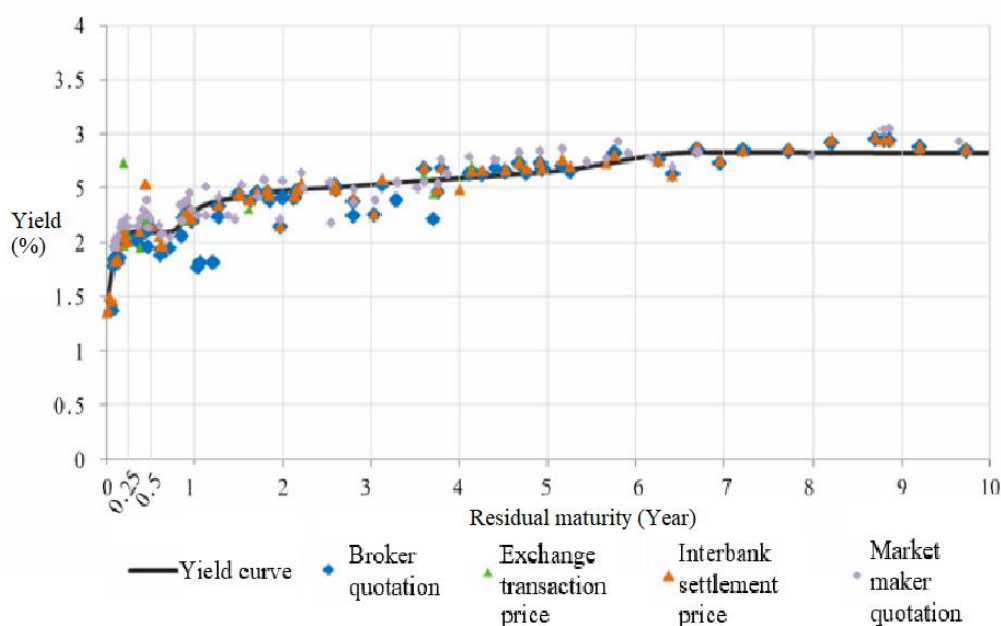 4
3.5
3
5
2
1.5
1
0.5
0
Yield
(%)
0 0.25 0.5 1 2 3 4 5 6 7 8 9 10
Residual maturity (Year)
Yield curve
Broker
quotation
Exchange
transaction
price
Interbank
settlement
price
Market
maker
quotation